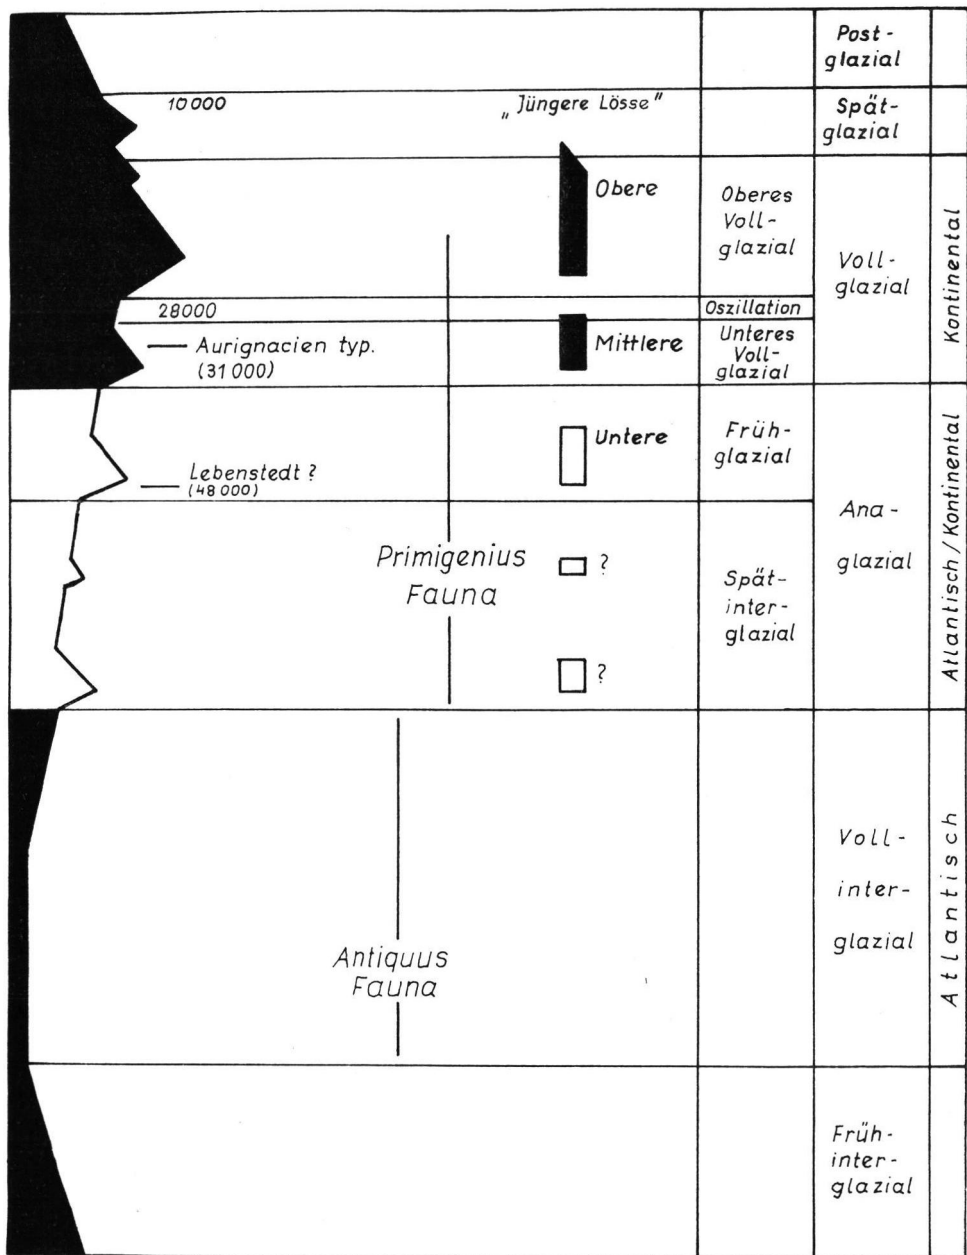 Post-
glazial
10000
„Jüngere Lösse”
Spät-
glazial
Obere
Oberes
Voll-
glazial
Voll-
glazial
Kontinental
28000
Oszillation
Aurignacien typ.
(31000)
Mittlere
Unteres
Voll-
glazial
Untere
Früh-
glazial
Lebenstedt ?
(48000)
Ana-
glazial
Atlantisch/Kontinental
Primigenius
Fauna
?
Spät-
inter-
glazial
?
Voll-
inter-
glazial
Atlantisch
Antiquus
Fauna
Früh-
inter-
glazial